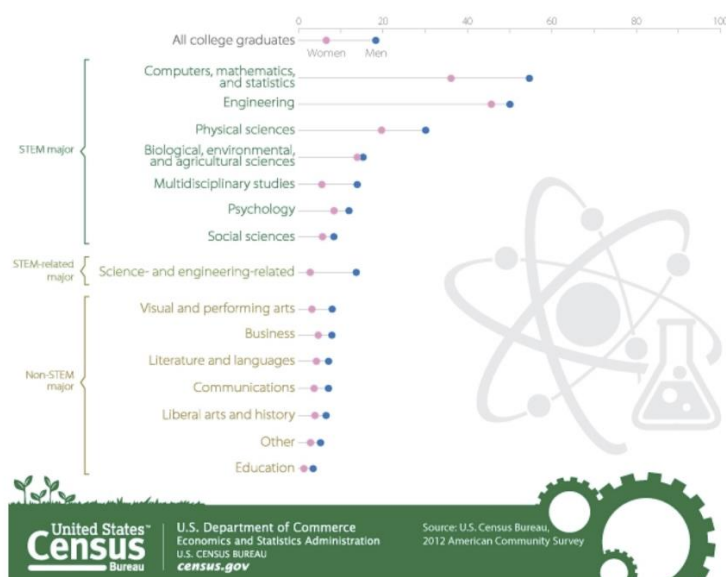 0 20 40 60 80 100
All college graduates
Women Men
Computers, mathematics,
and statistics
Engineering
Physical sciences
STEM major
Biological, environmental,
and agricultural sciences
Multidisciplinary studies
Psychology
Social sciences
STEM-related
major
Science- and engineering-related
Visual and performing arts
Business
Literature and languages
Non-STEM
major
Communications
Liberal arts and history
Other
Education
United States™
Census
Bureau
U.S. Department of Commerce
Economics and Statistics Administration
U.S. CENSUS BUREAU
census.gov
Source: U.S. Census Bureau,
2012 American Community Survey